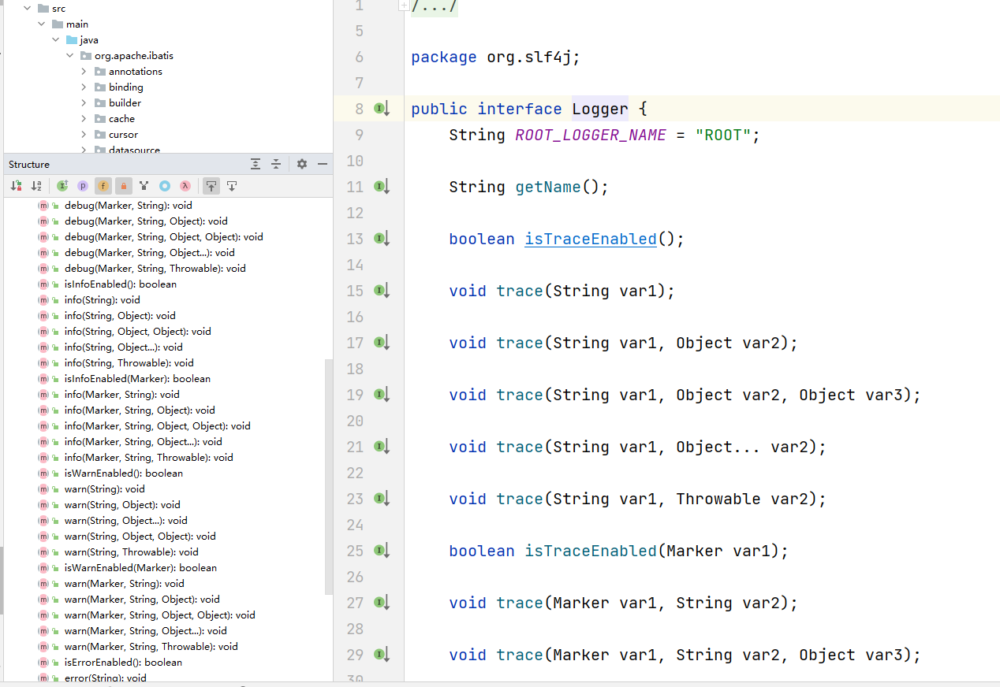 src
main
java
org.apache.ibatis
annotations
binding
builder
cache
cursor
datasource
Structure
debug(Marker, String): void
debug(Marker, String, Object): void
debug(Marker, String, Object, Object): void
debug(Marker, String, Object...): void
debug(Marker, String, Throwable): void
isInfoEnabled(): boolean
info(String): void
info(String, Object): void
info(String, Object, Object): void
info(String, Object...): void
info(String, Throwable): void
isInfoEnabled(Marker): boolean
info(Marker, String): void
info(Marker, String, Object): void
info(Marker, String, Object, Object): void
info(Marker, String, Object...): void
info(Marker, String, Throwable): void
isWarnEnabled(): boolean
warn(String): void
warn(String, Object): void
warn(String, Object...): void
warn(String, Object, Object): void
warn(String, Throwable): void
isWarnEnabled(Marker): boolean
warn(Marker, String): void
warn(Marker, String, Object): void
warn(Marker, String, Object, Object): void
warn(Marker, String, Object...): void
warn(Marker, String, Throwable): void
isErrorEnabled(): boolean
error(String): void
1 /.../
5
6 package org.slf4j;
7
8 public interface Logger {
9 String ROOT_LOGGER_NAME = "ROOT";
10
11 String getName();
12
13 boolean isTraceEnabled();
14
15 void trace(String var1);
16
17 void trace(String var1, Object var2);
18
19 void trace(String var1, Object var2, Object var3);
20
21 void trace(String var1, Object... var2);
22
23 void trace(String var1, Throwable var2);
24
25 boolean isTraceEnabled(Marker var1);
26
27 void trace(Marker var1, String var2);
28
29 void trace(Marker var1, String var2, Object var3);
30